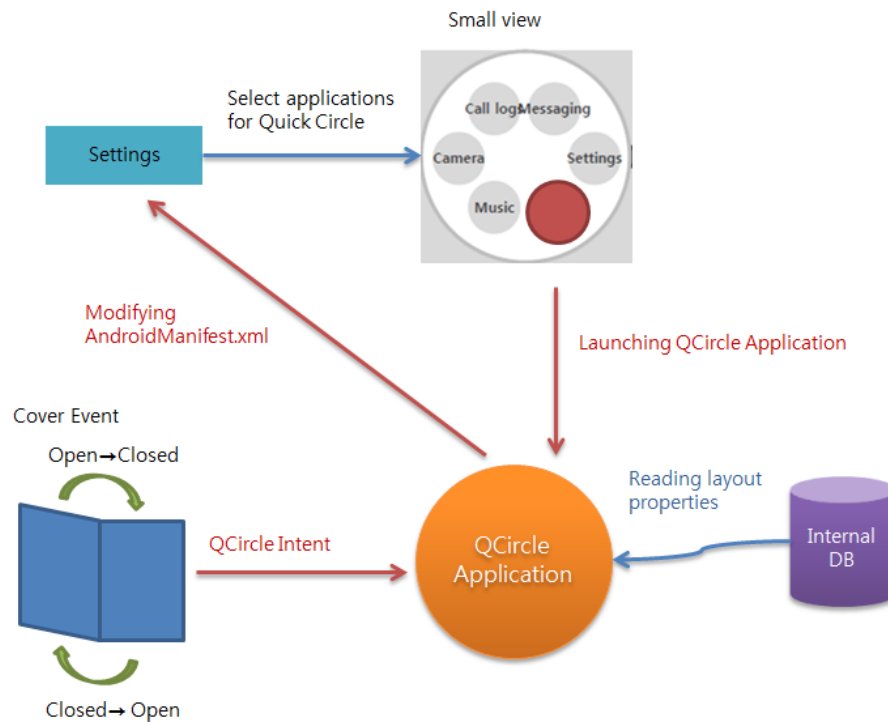 Small view
Select applications
for Quick Circle
Settings
Call logs
Messaging
Camera
Settings
Music
Modifying
AndroidManifest.xml
Launching QCircle Application
Cover Event
Open→Closed
QCircle Intent
QCircle
Application
Reading layout
properties
Internal
DB
Closed→ Open